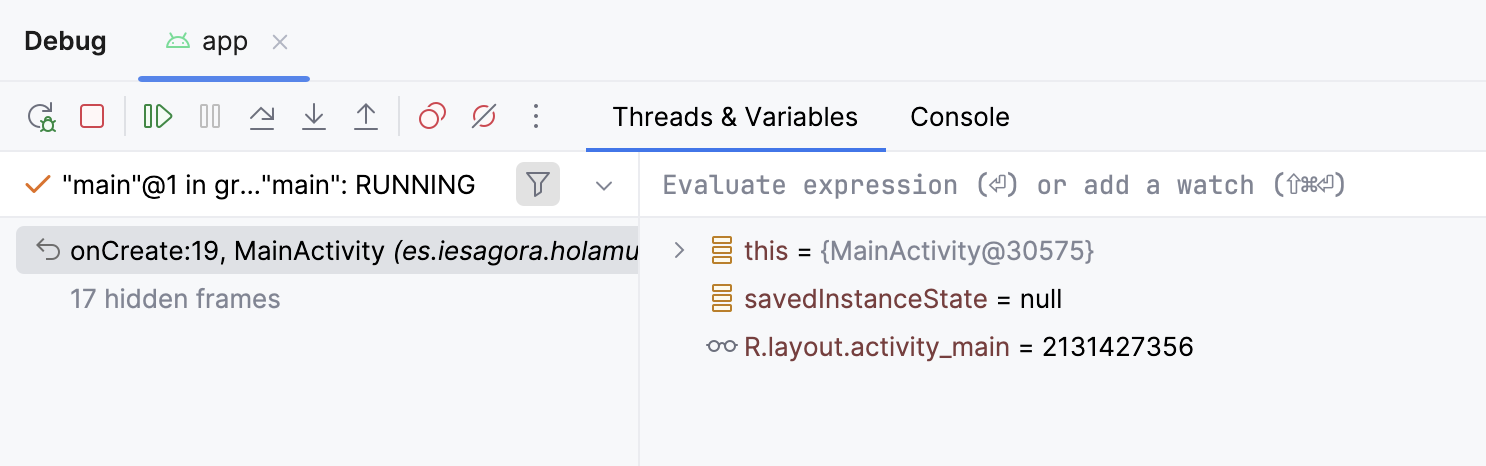 Debug app
Threads & Variables Console
"main"@1 in gr..."main": RUNNING
Evaluate expression (⏎) or add a watch (⇧⌘⏎)
onCreate:19, MainActivity (es.iesagora.holamu
17 hidden frames
this = {MainActivity@30575}
savedInstanceState = null
R.layout.activity_main = 2131427356